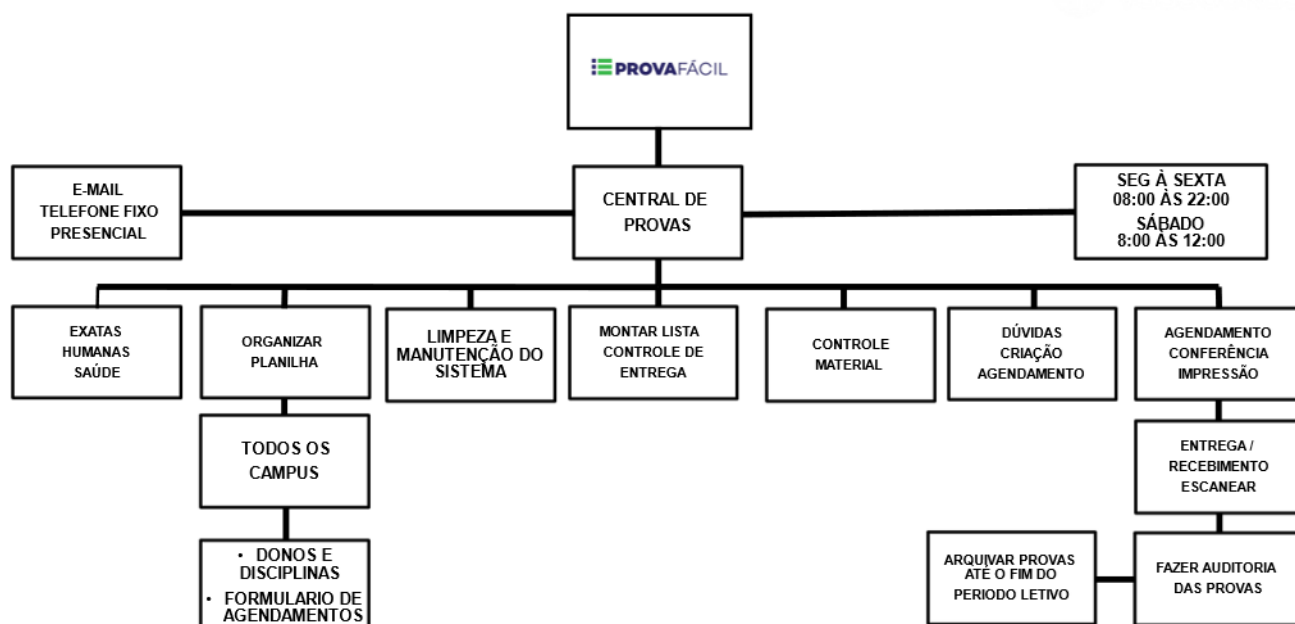 PROVAFÁCIL
E-MAIL
TELEFONE FIXO
PRESENCIAL
CENTRAL DE
PROVAS
SEG À SEXTA
08:00 ÀS 22:00
SÁBADO
8:00 ÀS 12:00
EXATAS
HUMANAS
SAÚDE
ORGANIZAR
PLANILHA
LIMPEZA E
MANUTENÇÃO DO
SISTEMA
MONTAR LISTA
CONTROLE DE
ENTREGA
CONTROLE
MATERIAL
DÚVIDAS
CRIAÇÃO
AGENDAMENTO
AGENDAMENTO
CONFERÊNCIA
IMPRESSÃO
TODOS OS
CAMPUS
ENTREGA /
RECEBIMENTO
ESCANEAR
• DONOS E
DISCIPLINAS
• FORMULARIO DE
AGENDAMENTOS
ARQUIVAR PROVAS
ATÉ O FIM DO
PERIODO LETIVO
FAZER AUDITORIA
DAS PROVAS